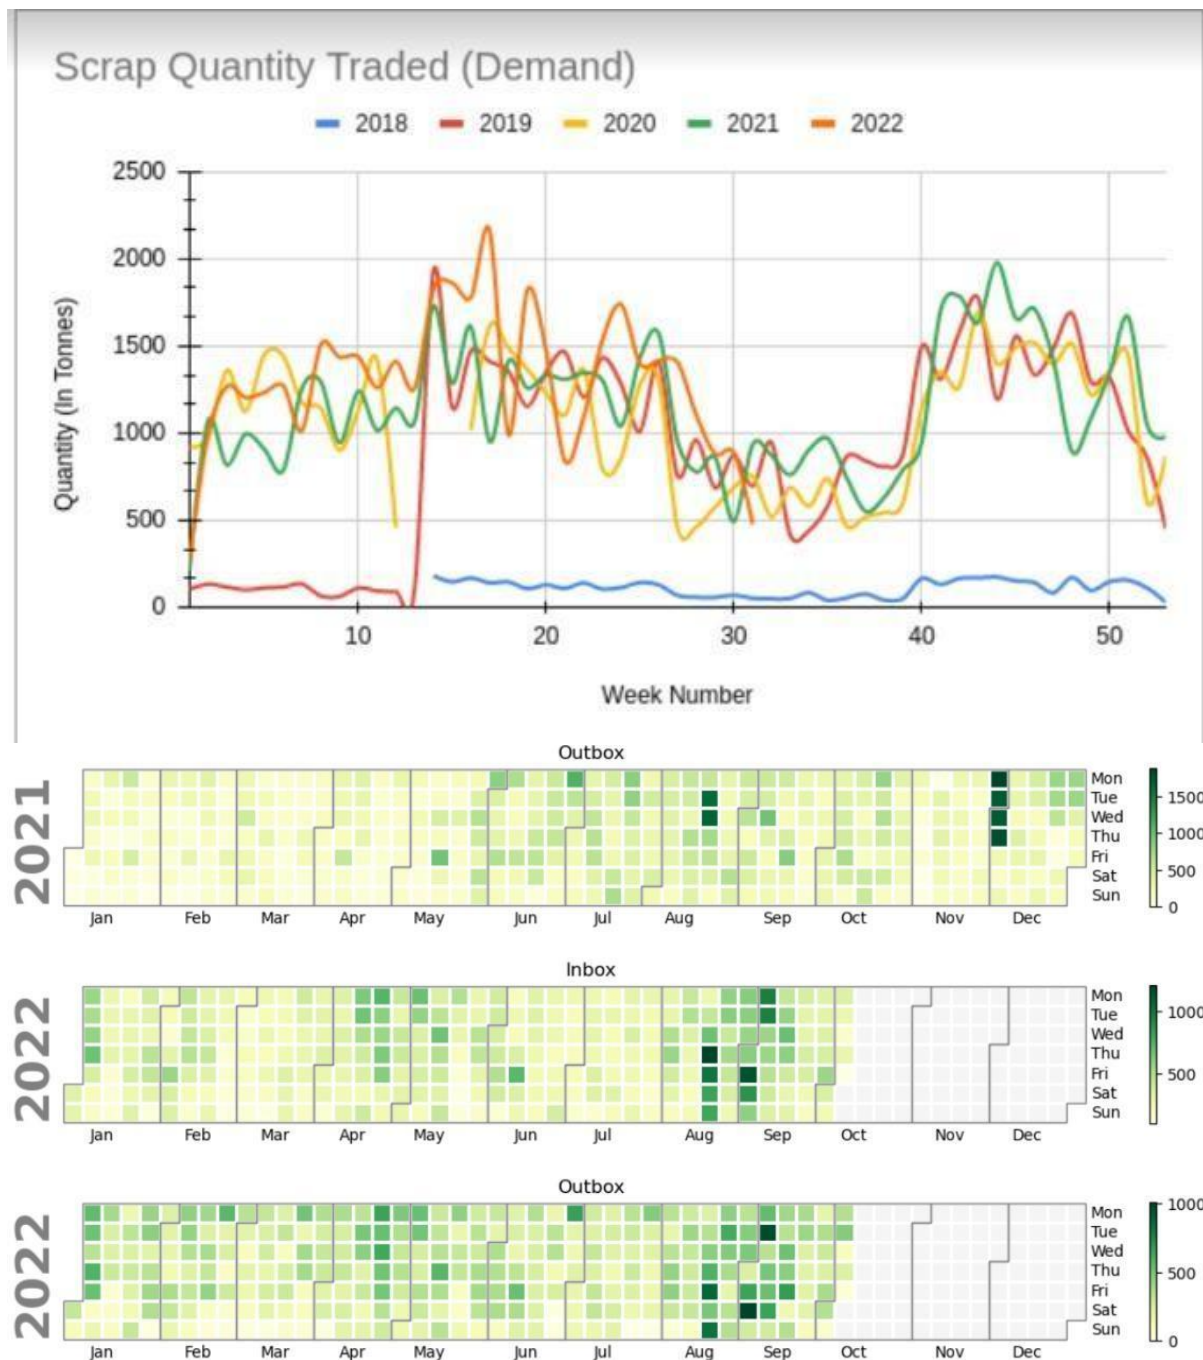 Scrap Quantity Traded (Demand)
2018 2019 2020 2021 2022
2500
2000
1500
1000
500
0
Quantity (In Tonnes)
10 20 30 40 50
Week Number
Outbox
2021
Mon
Tue
Wed
Thu
Fri
Sat
Sun
1500
1000
500
0
Jan Feb Mar Apr May Jun Jul Aug Sep Oct Nov Dec
Inbox
2022
Mon
Tue
Wed
Thu
Fri
Sat
Sun
1000
500
Jan Feb Mar Apr May Jun Jul Aug Sep Oct Nov Dec
Outbox
2022
Mon
Tue
Wed
Thu
Fri
Sat
Sun
1000
500
0
Jan Feb Mar Apr May Jun Jul Aug Sep Oct Nov Dec